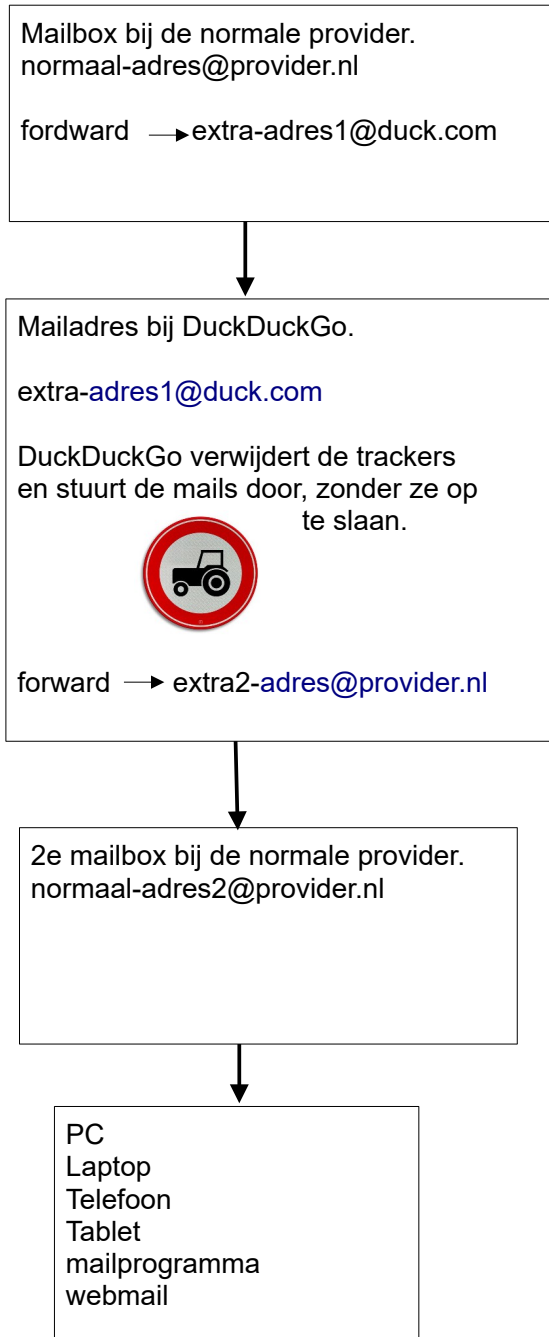 Mailbox bij de normale provider.
normaal-adres@provider.nl
fordward → extra-adres1@duck.com
Mailadres bij DuckDuckGo.
extra-adres1@duck.com
DuckDuckGo verwijdert de trackers
en stuurt de mails door, zonder ze op
te slaan.
forward → extra2-adres@provider.nl
2e mailbox bij de normale provider.
normaal-adres2@provider.nl
PC
Laptop
Telefoon
Tablet
mailprogramma
webmail